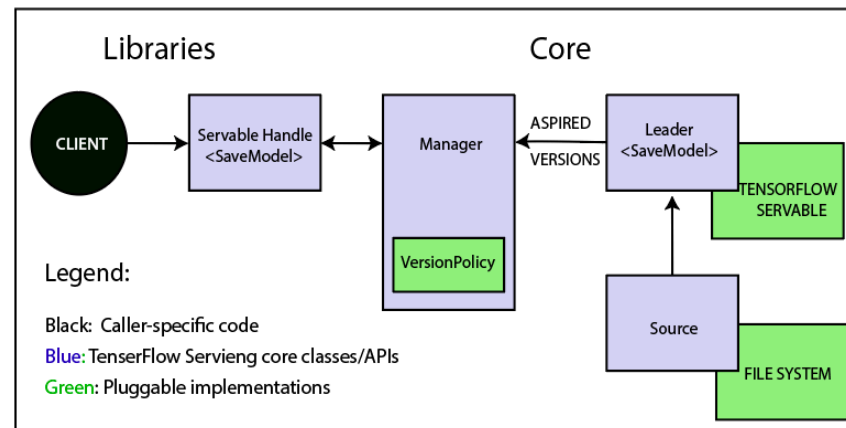 Libraries
Core
CLIENT
Servable Handle
<SaveModel>
Manager
ASPIRED
VERSIONS
Leader
<SaveModel>
TENSORFLOW
SERVABLE
VersionPolicy
Source
FILE SYSTEM
Legend:
Black: Caller-specific code
Blue: TenserFlow Servieng core classes/APIs
Green: Pluggable implementations